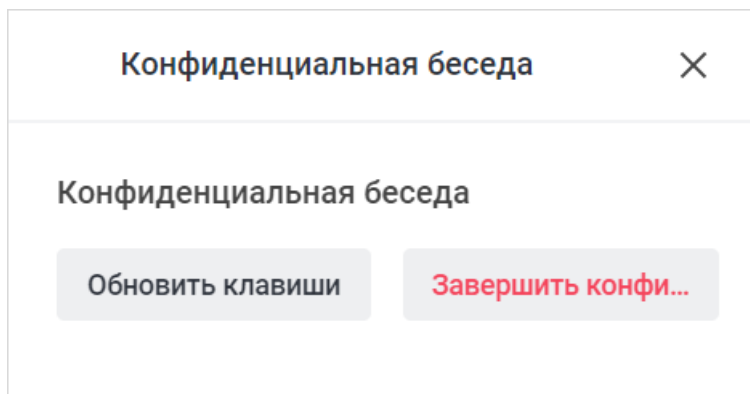 Конфиденциальная беседа
Конфиденциальная беседа
Обновить клавиши Завершить конфи...